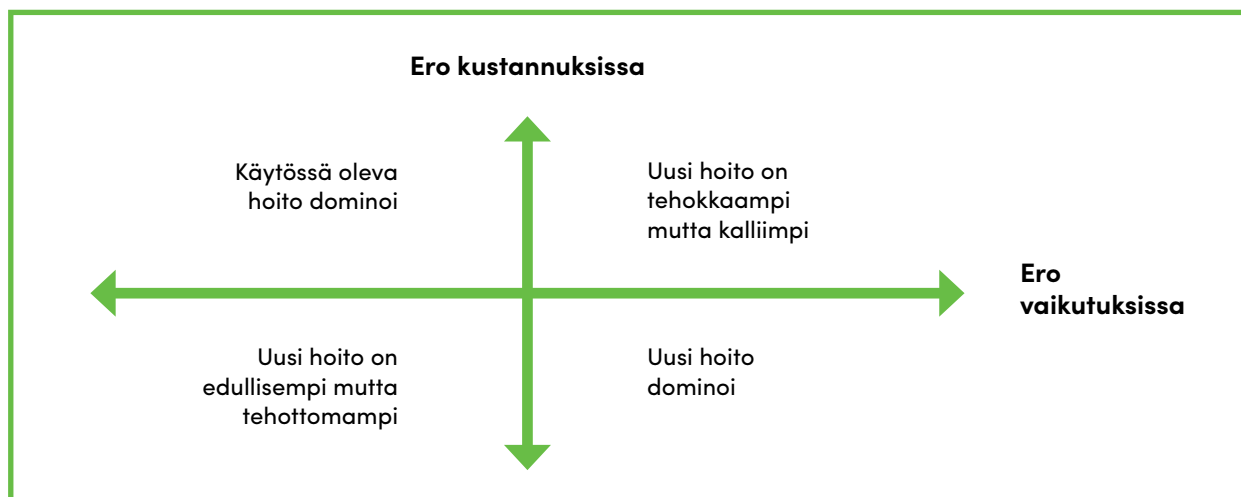 Ero kustannuksissa
Käytössä oleva
hoito dominoi
Uusi hoito on
tehokkaampi
mutta kalliimpi
Ero
vaikutuksissa
Uusi hoito on
edullisempi mutta
tehottomampi
Uusi hoito
dominoi